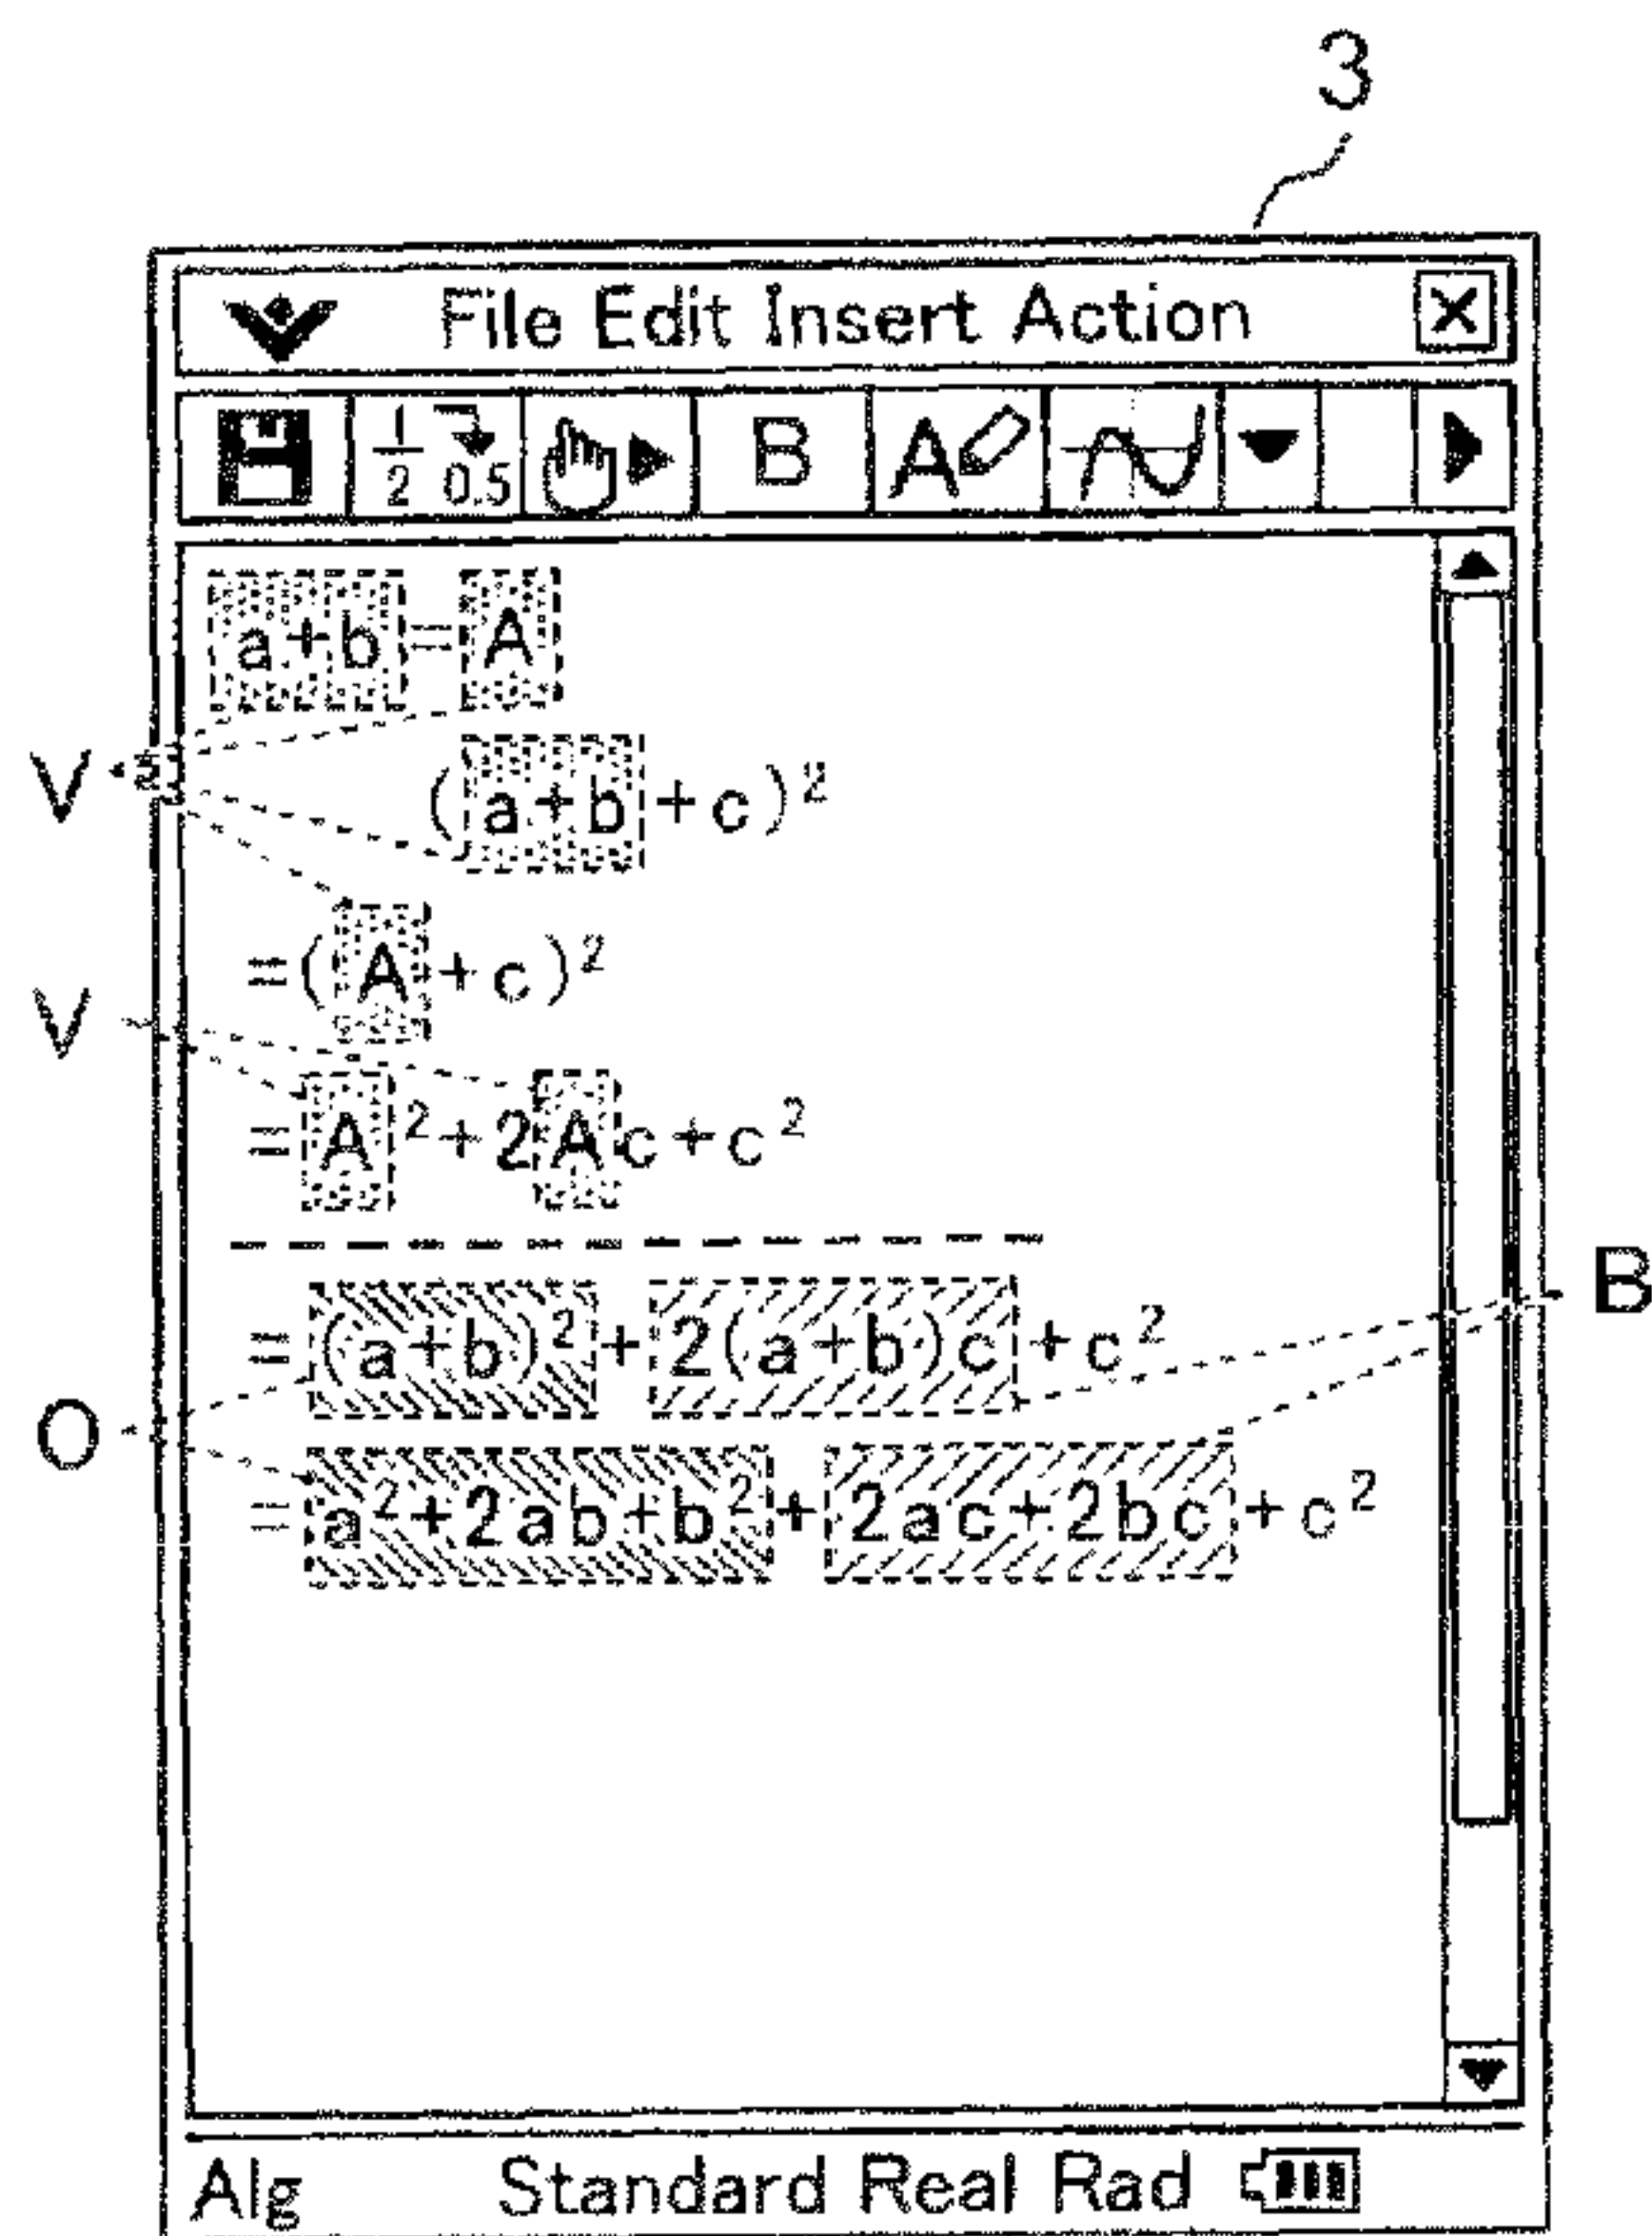 3
File Edit Insert Action
1/2 0.5 B A
a+b=A
V
(a+b+c)²
=(A+c)²
V
=A²+2Ac+c²
B
=(a+b)²+2(a+b)c+c²
O
=a²+2ab+b²+2ac+2bc+c²
Alg Standard Real Rad